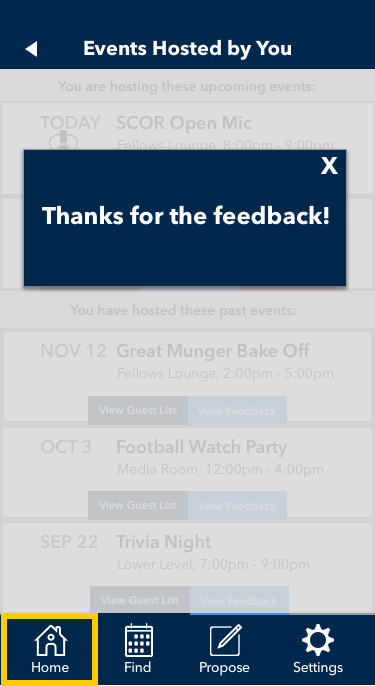 Events Hosted by You
You are hosting these upcoming events:
TODAY SCOR Open Mic
Fellows Lounge, 8:00pm - 9:00pm
X
Thanks for the feedback!
You have hosted these past events:
NOV 12 Great Munger Bake Off
Fellows Lounge, 2:00pm - 5:00pm
View Guest List View Feedback
OCT 3 Football Watch Party
Media Room, 12:00pm - 4:00pm
View Guest List View Feedback
SEP 22 Trivia Night
Lower Level, 7:00pm - 9:00pm
View Guest List View Feedback
Home Find Propose Settings